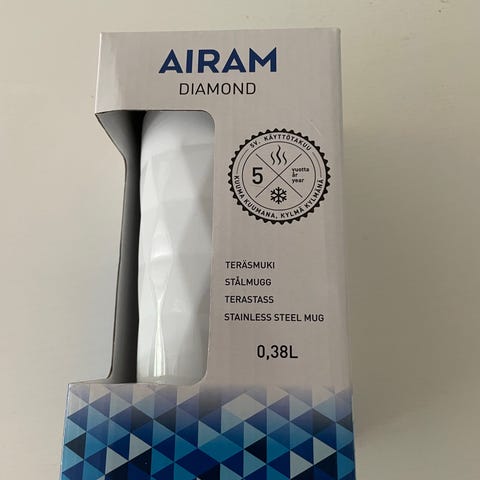 AIRAM
DIAMOND
5V. KÄYTTÖTAKUU
5
vuotta
år
year
KUUMA KUUMANA, KYLMÄ KYLMÄNÄ
TERÄSMUKI
STÅLMUGG
TERASTASS
STAINLESS STEEL MUG
0,38L